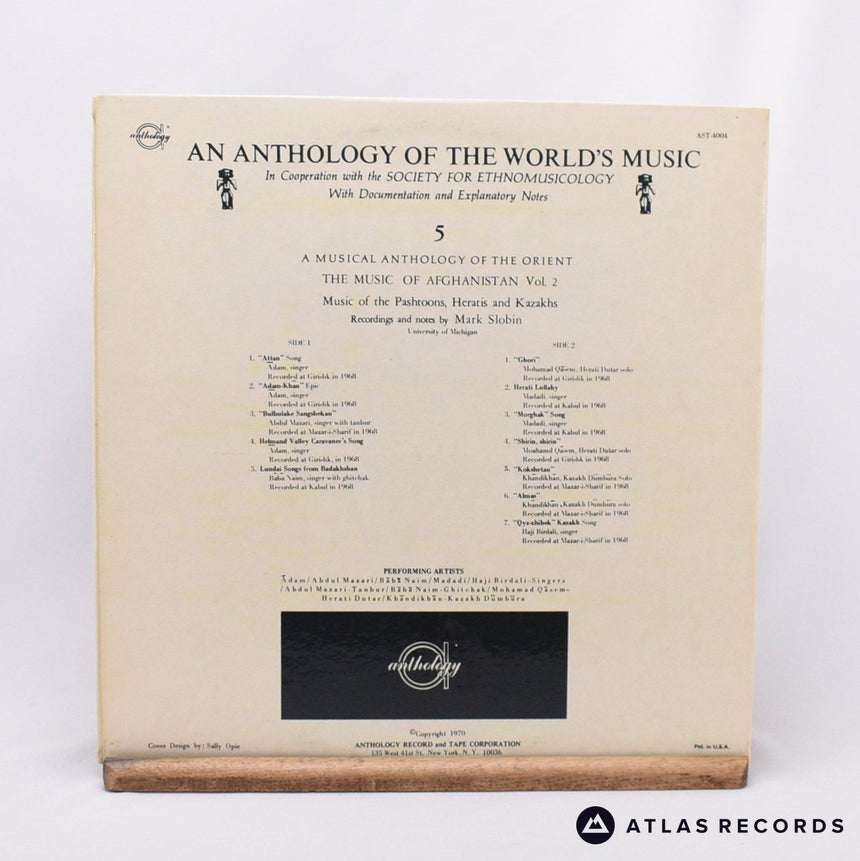 anthology
AST-4004
AN ANTHOLOGY OF THE WORLD'S MUSIC
In Cooperation with the SOCIETY FOR ETHNOMUSICOLOGY
With Documentation and Explanatory Notes
5
A MUSICAL ANTHOLOGY OF THE ORIENT
THE MUSIC OF AFGHANISTAN Vol. 2
Music of the Pashtoons, Heratis and Kazakhs
Recordings and notes by Mark Slobin
University of Michigan
SIDE 1
1. "Attan" Song
Adam, singer
Recorded at Girishk in 1968
2. "Adam-Khan" Epic
Adam, singer
Recorded at Girishk in 1968
3. "Bulbulake Sangshekan"
Abdul Mazari, singer with tanbur
Recorded at Mazar-i-Sharif in 1968
4. Helmand Valley Caravaner's Song
Adam, singer
Recorded at Girishk, in 1968
5. Landai Songs from Badakhshan
Bābā Naim, singer with ghitchak
Recorded at Kabul in 1968
SIDE 2
1. "Ghori"
Mohamad Qāsem, Herati Dutar solo
Recorded at Girishk in 1968
2. Herati Lullaby
Madadi, singer
Recorded at Kabul in 1968
3. "Morghak" Song
Madadi, singer
Recorded at Kabul in 1968
4. "Shirin, shirin"
Moahamd Qāsem, Herati Dutar solo
Recorded at Girishk in 1968
5. "Kokshetau"
Khāndikhān, Kazakh Dūmbūra Solo
Recorded at Mazar-i-Sharif in 1968
6. "Almas"
Khāndikhān, Kazakh Dūmbūra solo
Recorded at Mazar-i-Sharif in 1968
7. "Qyz-zhibek" Kazakh Song
Haji Birdali, singer
Recorded at Mazar-i-Sharif in 1968
PERFORMING ARTISTS
Ādam/Abdul Mazari/Bābā Naim/Madadi/Haji Birdali-Singers
/Abdul Mazari-Tanbur/Bābā Naim-Ghitchak/Mohamad Qāsem-
Herati Dutar/Khāndikhān-Kazakh Dūmbūra
anthology
©Copyright 1970
ANTHOLOGY RECORD and TAPE CORPORATION
135 West 41st St. New York, N. Y. 10036
Cover Design by: Sally Opie
Ptd. in U.S.A.
ATLAS RECORDS